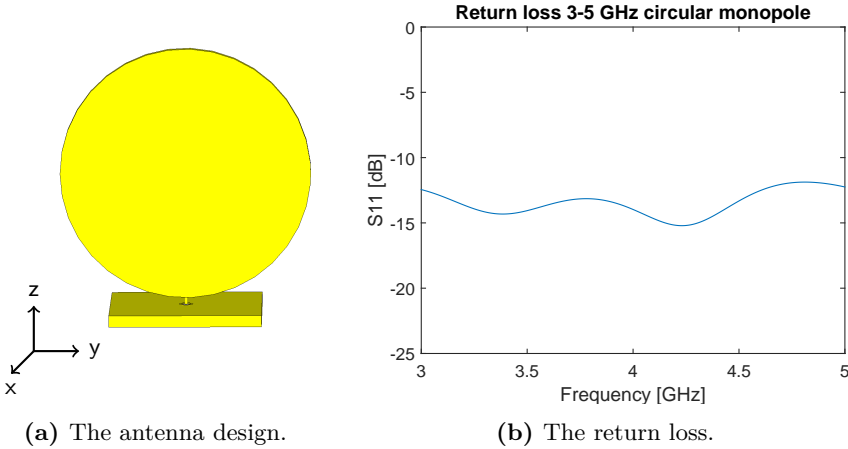 Return loss 3-5 GHz circular monopole
0
-5
-10
-15
-20
-25
S11 [dB]
3
3.5
4
4.5
5
Frequency [GHz]
z
y
x
(a) The antenna design.
(b) The return loss.